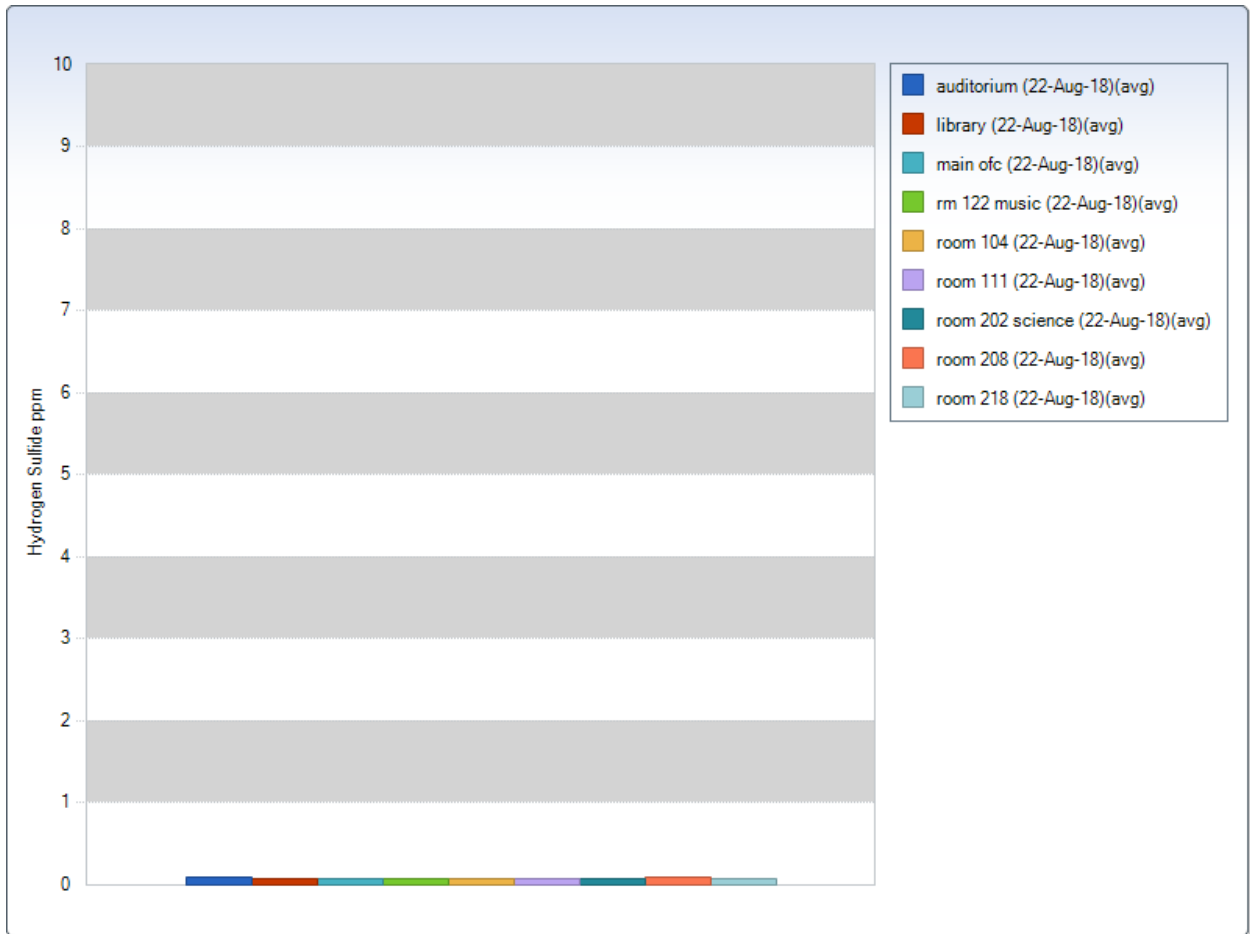 10
9
8
7
6
5
4
3
2
1
0
Hydrogen Sulfide ppm
auditorium (22-Aug-18)(avg)
library (22-Aug-18)(avg)
main ofc (22-Aug-18)(avg)
rm 122 music (22-Aug-18)(avg)
room 104 (22-Aug-18)(avg)
room 111 (22-Aug-18)(avg)
room 202 science (22-Aug-18)(avg)
room 208 (22-Aug-18)(avg)
room 218 (22-Aug-18)(avg)